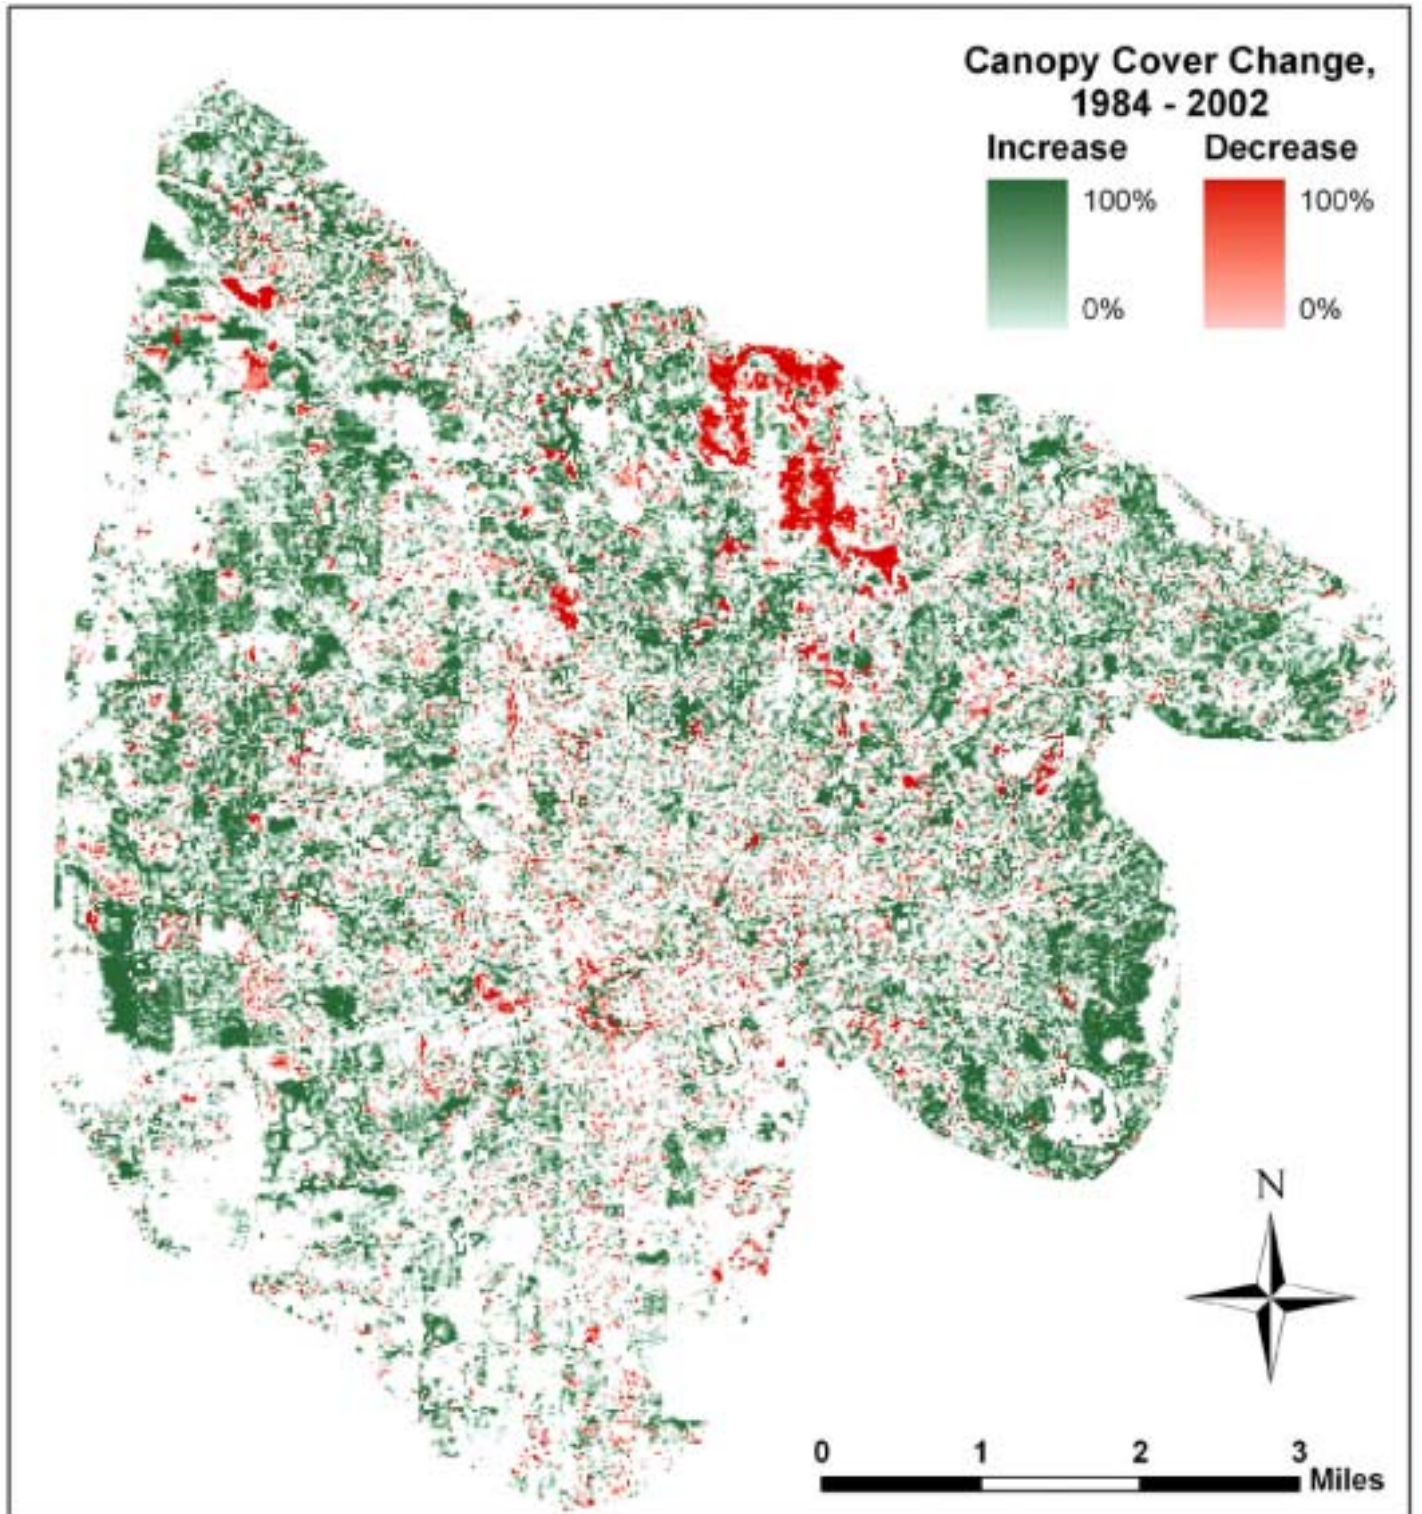 Canopy Cover Change,
1984 - 2002
Increase Decrease
100% 100%
0% 0%
N
0 1 2 3
Miles